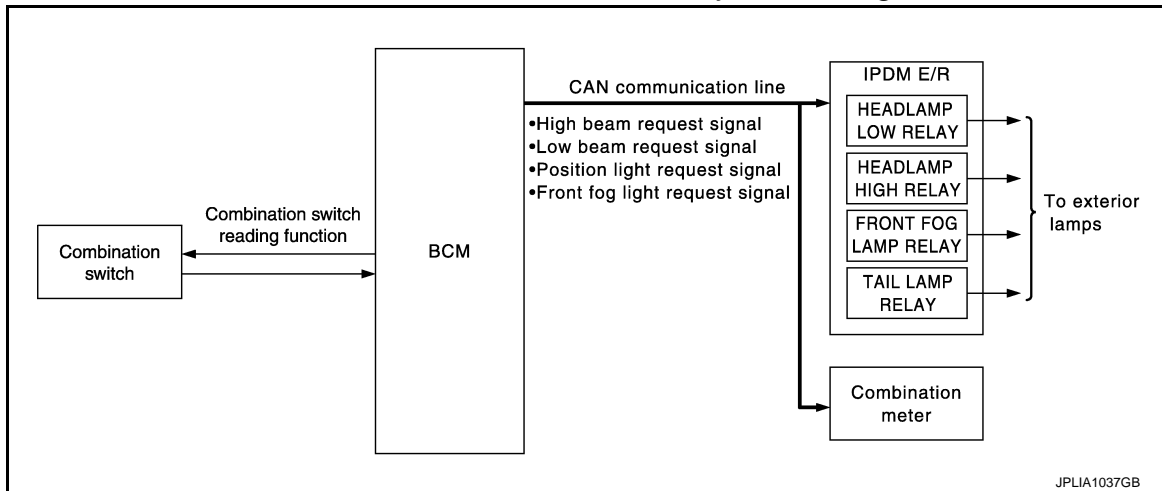 Combination
switch
Combination switch
reading function
BCM
CAN communication line
•High beam request signal
•Low beam request signal
•Position light request signal
•Front fog light request signal
IPDM E/R
HEADLAMP
LOW RELAY
HEADLAMP
HIGH RELAY
FRONT FOG
LAMP RELAY
TAIL LAMP
RELAY
To exterior
lamps
Combination
meter
JPLIA1037GB